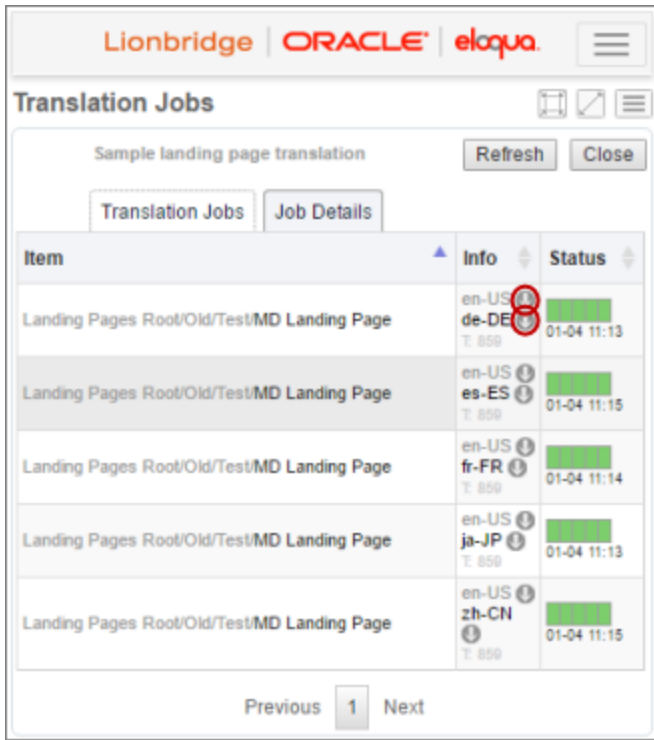 Lionbridge | ORACLE | eloqua.
Translation Jobs
Sample landing page translation Refresh Close
Translation Jobs Job Details
Item Info Status
en-US
Landing Pages Root/Old/Test/MD Landing Page de-DE
T: 859 01-04 11:13
en-US
Landing Pages Root/Old/Test/MD Landing Page es-ES
T: 859 01-04 11:15
en-US
Landing Pages Root/Old/Test/MD Landing Page fr-FR
T: 859 01-04 11:14
en-US
Landing Pages Root/Old/Test/MD Landing Page ja-JP
T: 859 01-04 11:13
en-US
Landing Pages Root/Old/Test/MD Landing Page zh-CN
T: 859 01-04 11:15
Previous 1 Next